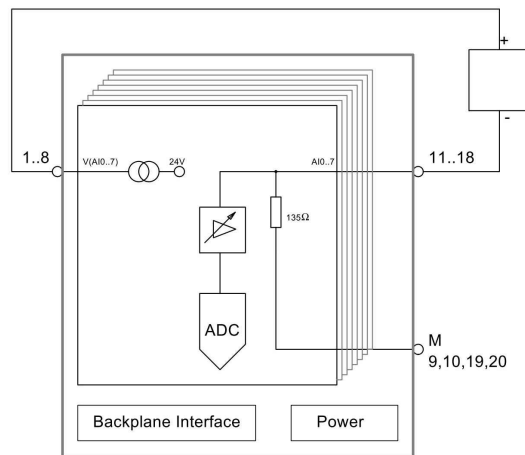 +
-
1..8
V(AI0..7)
24V
AI0..7
11..18
135Ω
ADC
M
9,10,19,20
Backplane Interface
Power